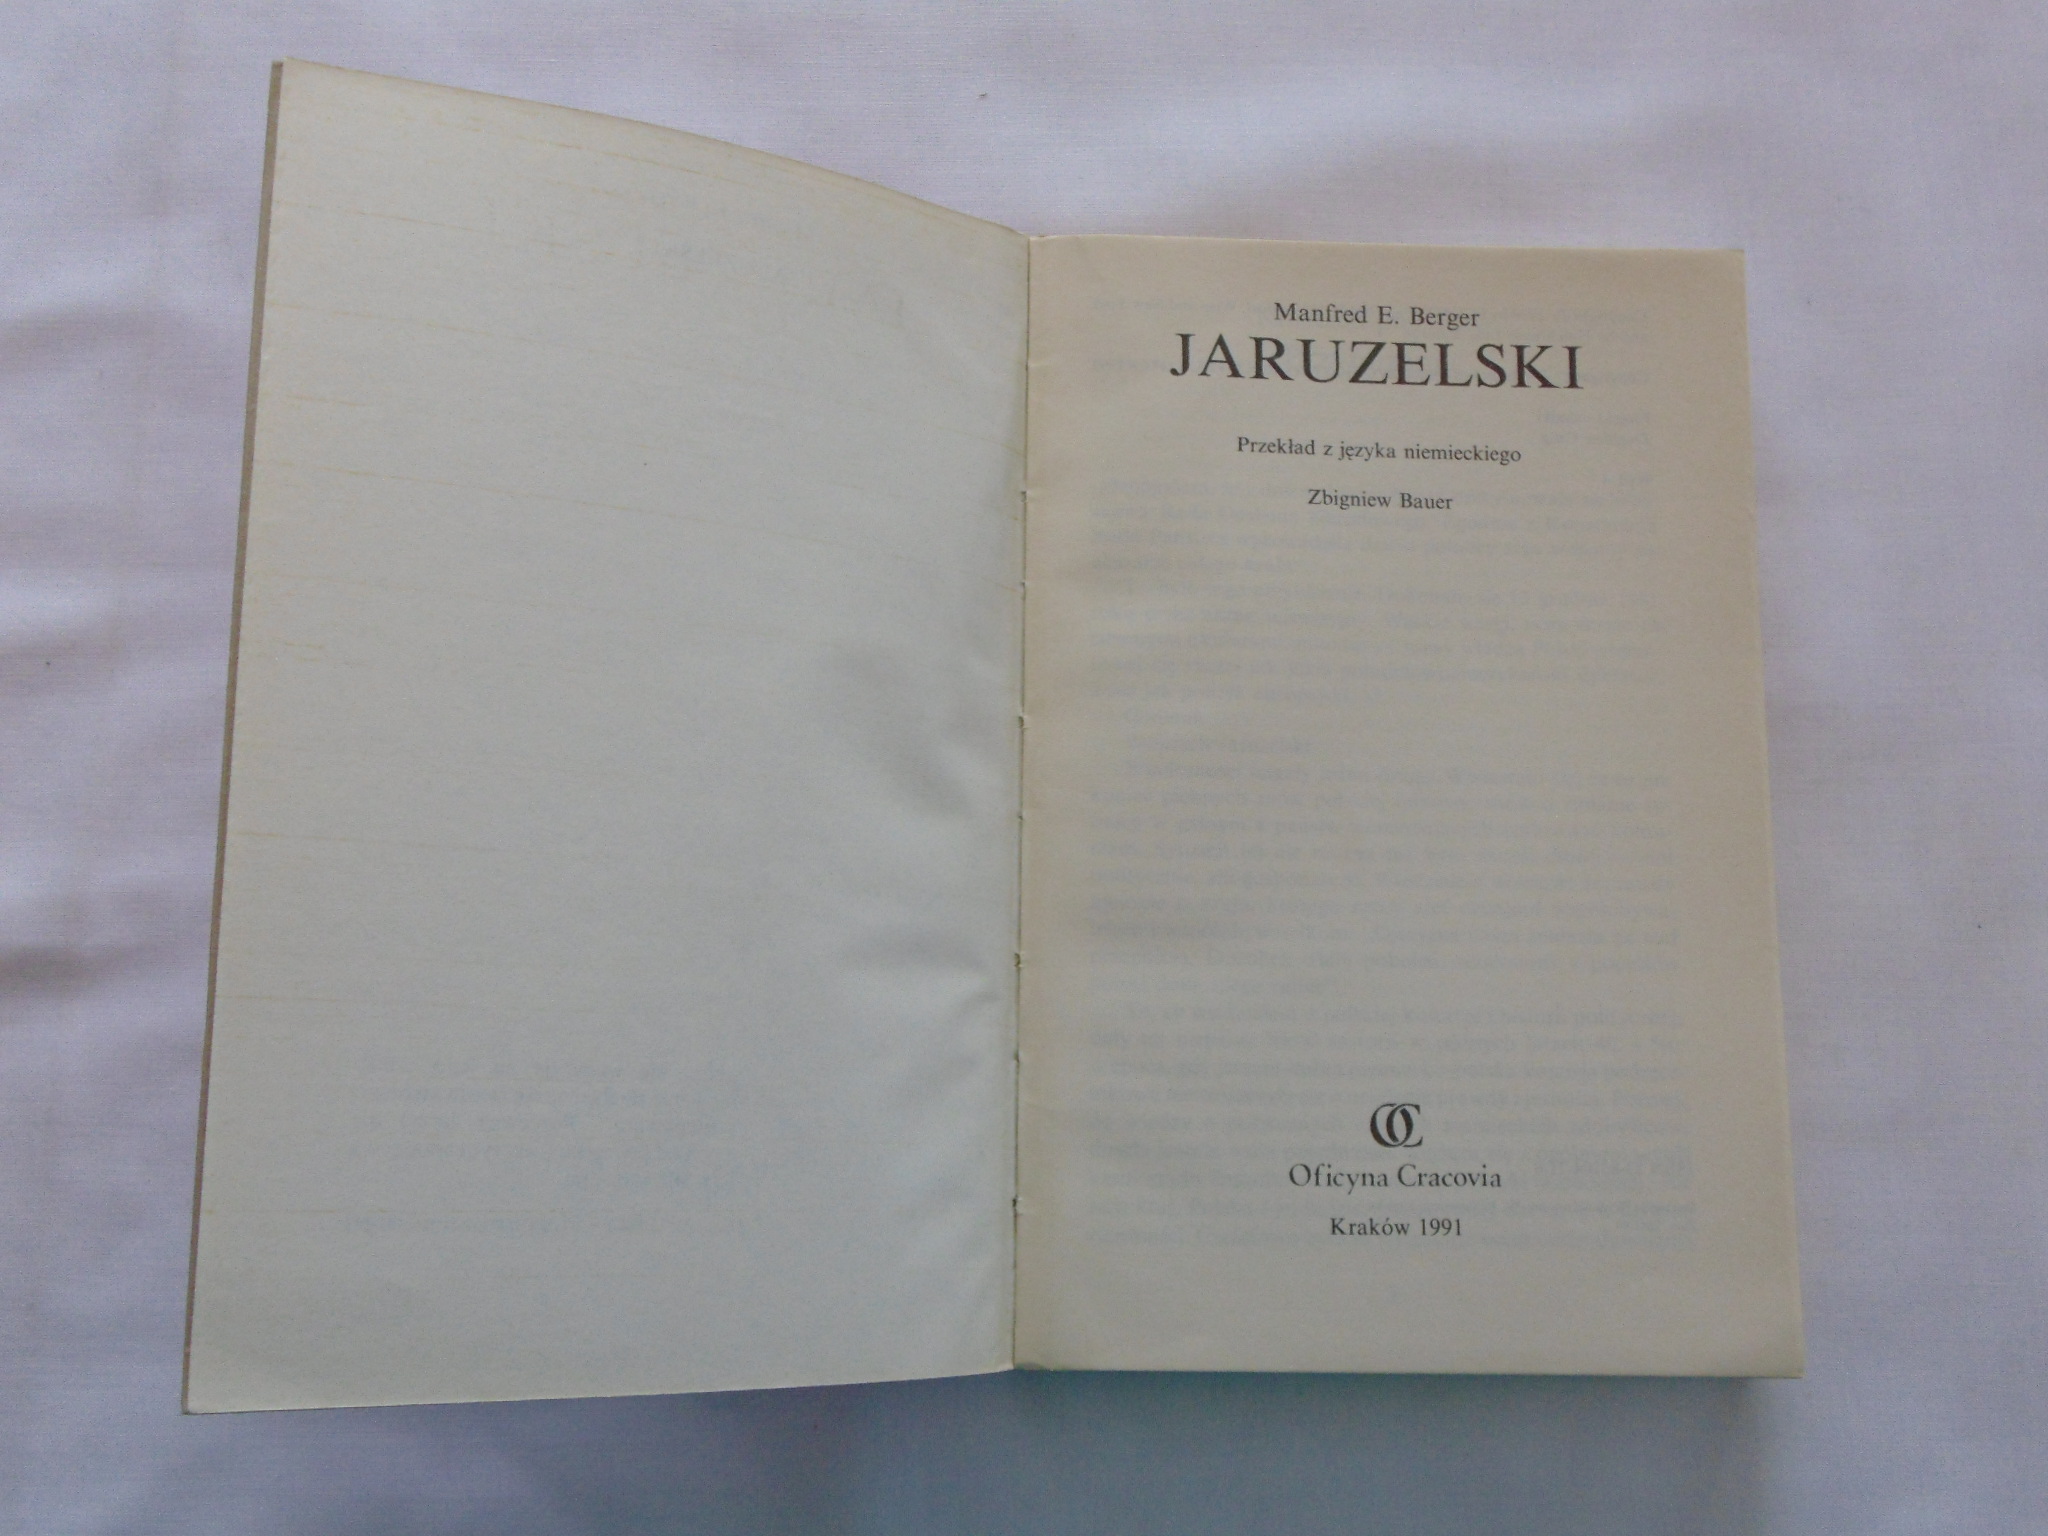 Manfred E. Berger
JARUZELSKI
Przekład z języka niemieckiego
Zbigniew Bauer
OC
Oficyna Cracovia
Kraków 1991